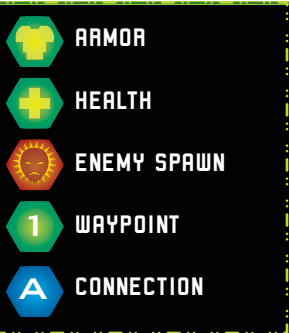 ARMOR
HEALTH
ENEMY SPAWN
1 WAYPOINT
A CONNECTION